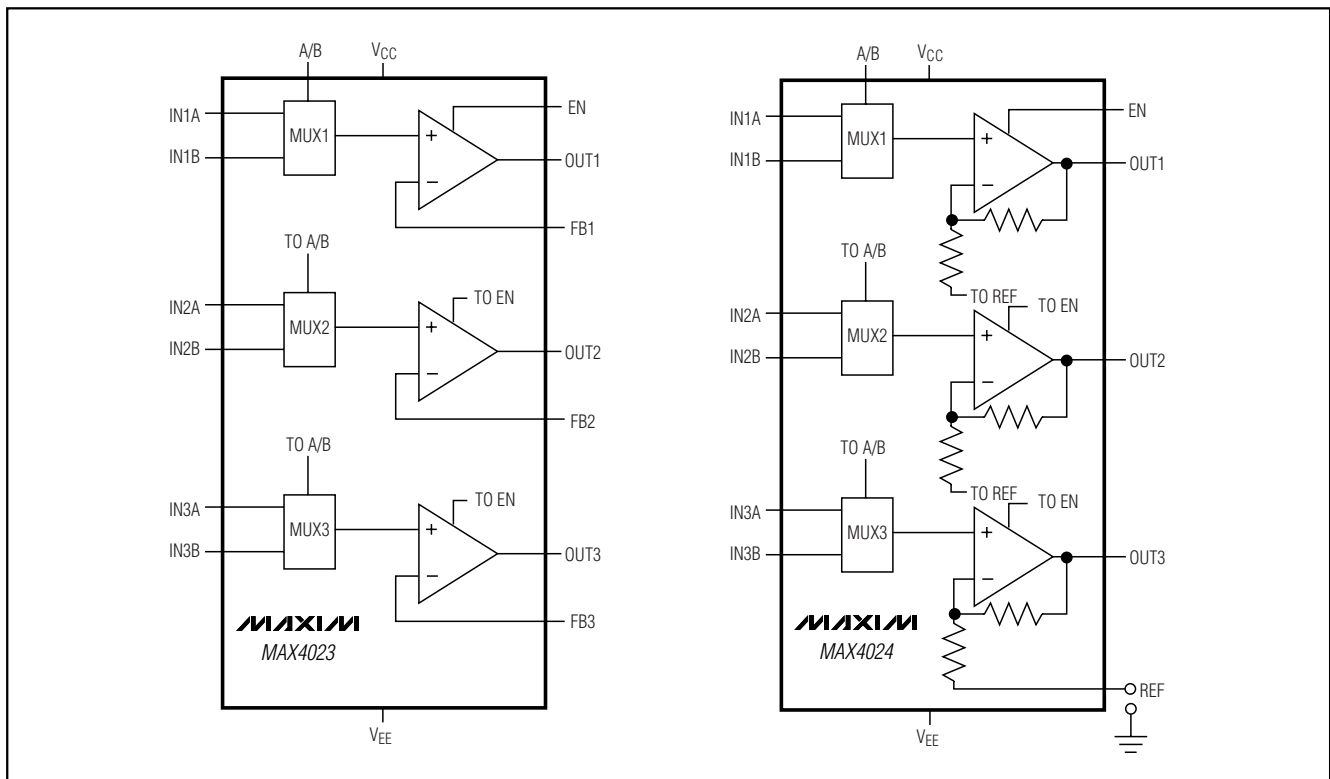 A/B
VCC
IN1A
IN1B
MUX1
+
−
EN
OUT1
FB1
TO A/B
IN2A
IN2B
MUX2
+
−
TO EN
OUT2
FB2
TO A/B
IN3A
IN3B
MUX3
+
−
TO EN
OUT3
FB3
MAXIM
MAX4023
VEE
A/B
VCC
IN1A
IN1B
MUX1
+
−
EN
OUT1
TO REF
TO A/B
IN2A
IN2B
MUX2
+
−
TO EN
OUT2
TO REF
TO A/B
IN3A
IN3B
MUX3
+
−
TO EN
OUT3
MAXIM
MAX4024
REF
VEE